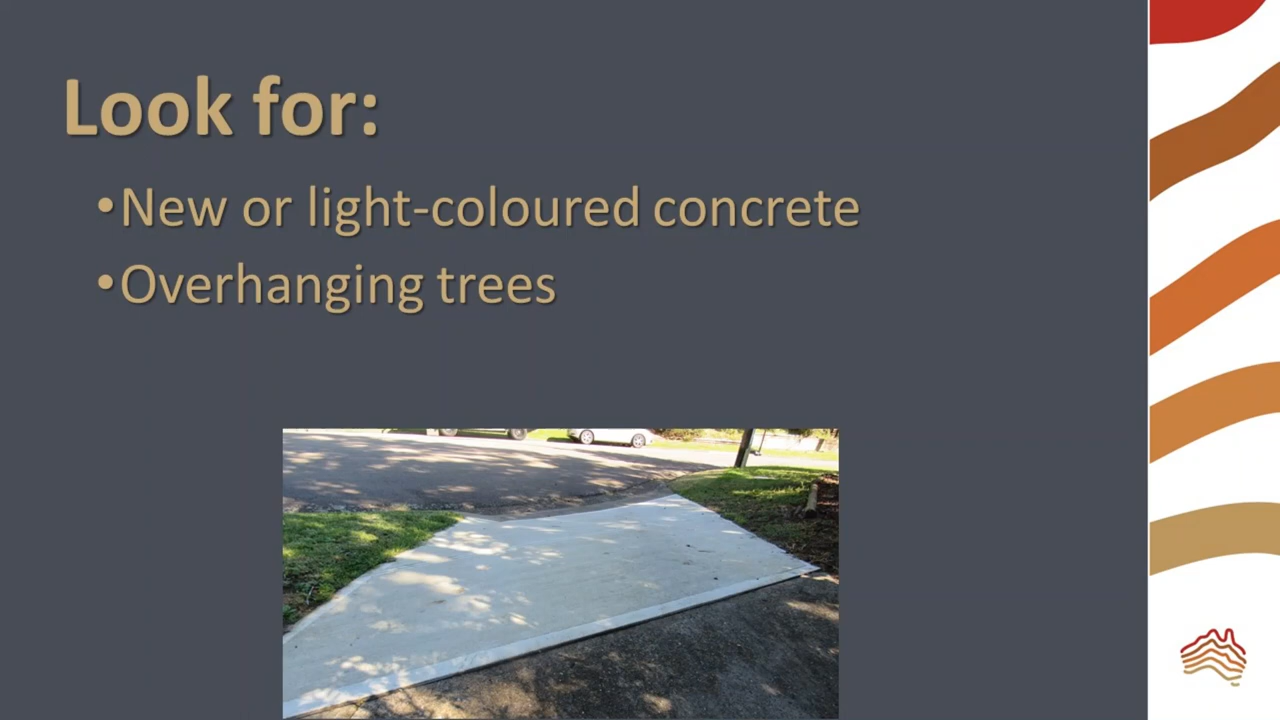 Look for:
•New or light-coloured concrete
•Overhanging trees